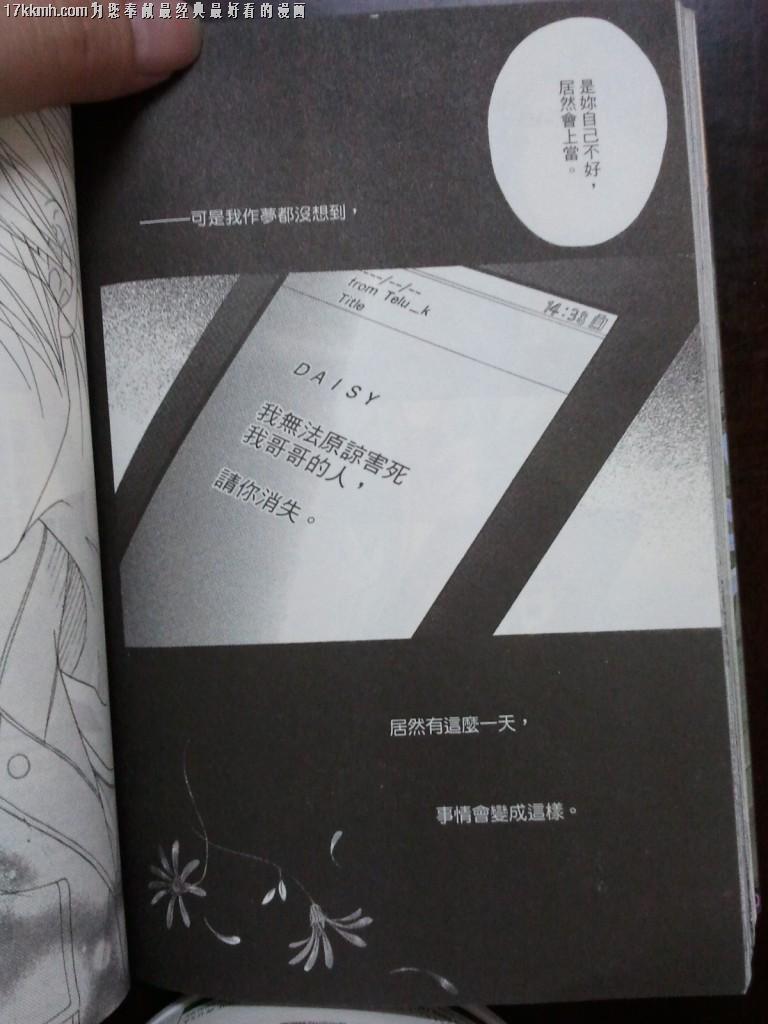 17kkmh.com为您奉献最经典最好看的漫画
是妳自己不好，
居然會上當。
——可是我作夢都沒想到，
---/--/--
14:38
from Telu_k
Title
DAISY
我無法原諒害死
我哥哥的人，
請你消失。
居然有這麼一天，
事情會變成這樣。